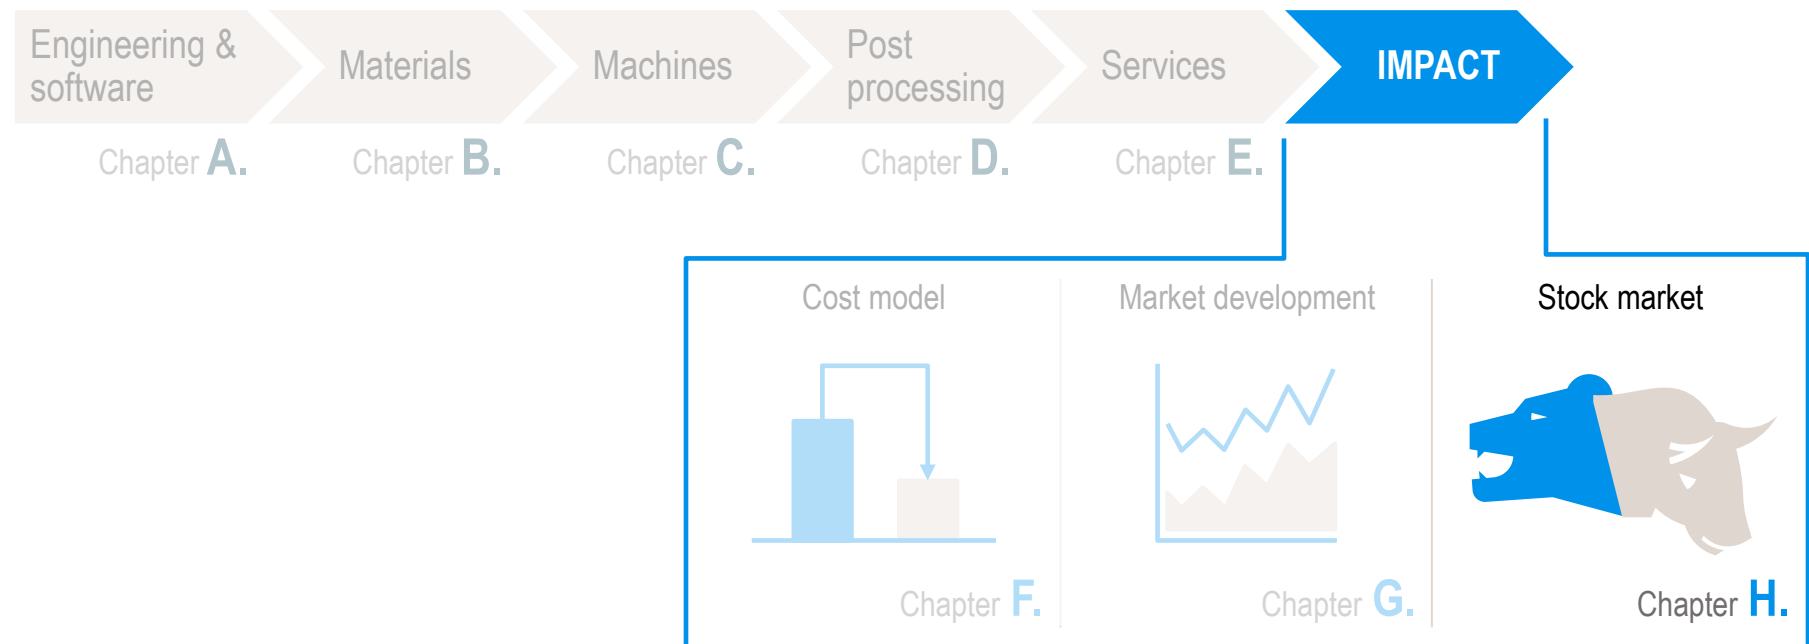 Engineering &
software
Materials
Machines
Post
processing
Services
IMPACT
Chapter A.
Chapter B.
Chapter C.
Chapter D.
Chapter E.
Cost model
Market development
Stock market
Chapter F.
Chapter G.
Chapter H.